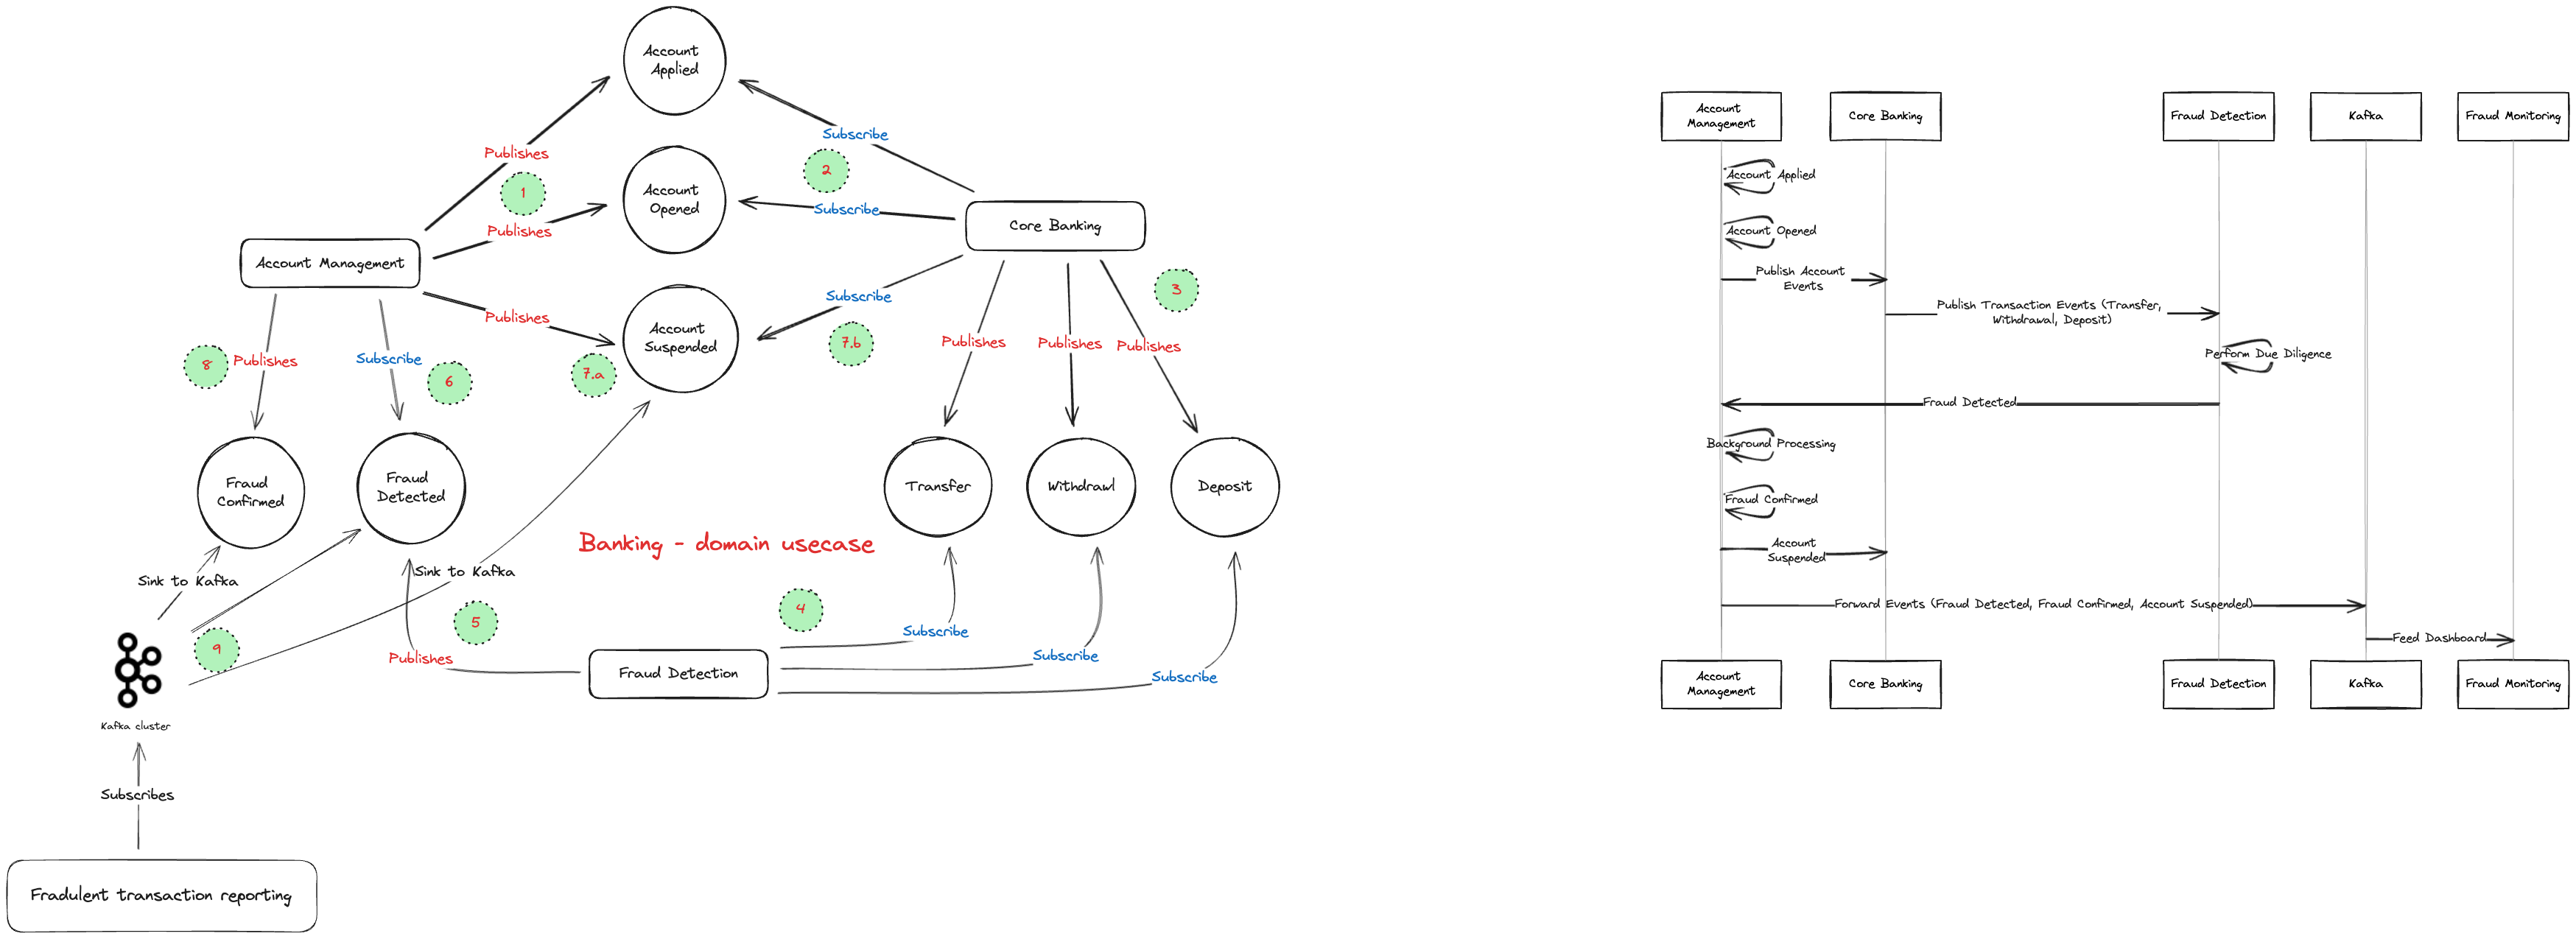 Account
Applied
Publishes
Subscribe
1
2
Account
Opened
Publishes
Subscribe
Core Banking
Account Management
Publishes
Subscribe
3
Account
Suspended
7.a
7.b
8
Publishes
Subscribe
6
Publishes
Publishes
Publishes
Fraud
Confirmed
Fraud
Detected
Transfer
Withdrawl
Deposit
Banking - domain usecase
Sink to Kafka
Sink to Kafka
5
4
9
Publishes
Subscribe
Subscribe
Subscribe
Fraud Detection
Kafka cluster
Subscribes
Fradulent transaction reporting
Account
Management
Core Banking
Fraud Detection
Kafka
Fraud Monitoring
Account Applied
Account Opened
Publish Account
Events
Publish Transaction Events (Transfer,
Withdrawal, Deposit)
Perform Due Diligence
Fraud Detected
Background Processing
Fraud Confirmed
Account
Suspended
Forward Events (Fraud Detected, Fraud Confirmed, Account Suspended)
Feed Dashboard
Account
Management
Core Banking
Fraud Detection
Kafka
Fraud Monitoring